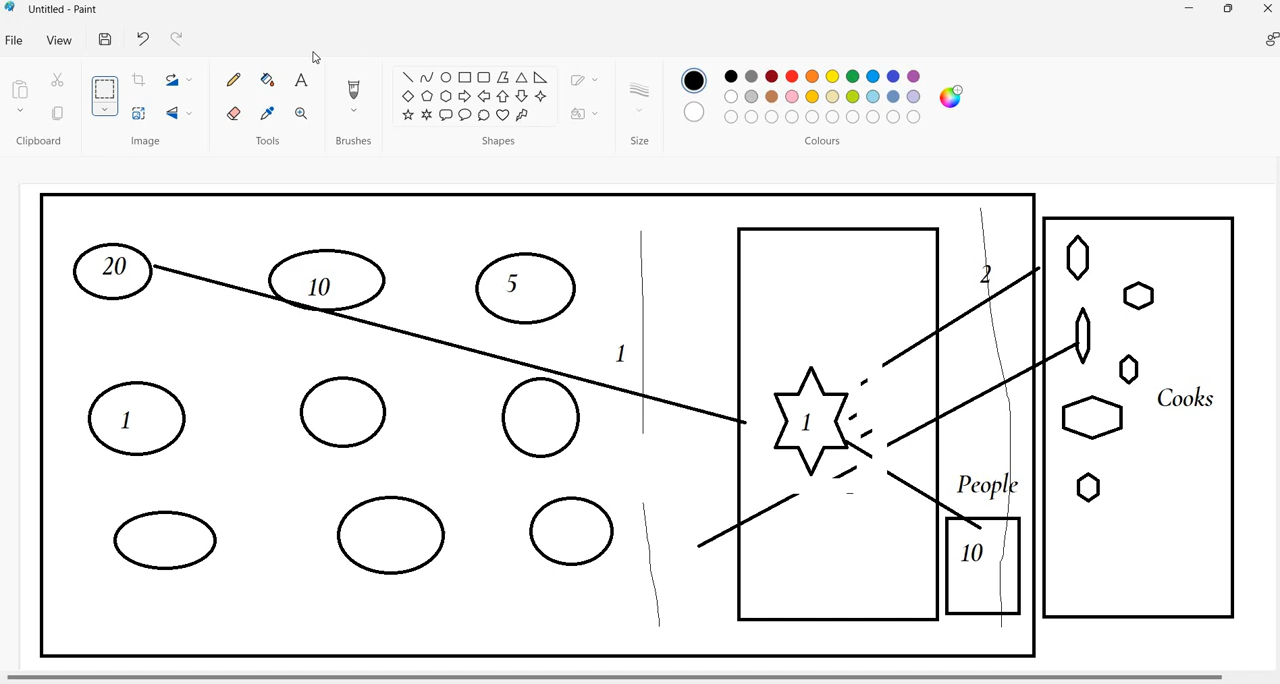 Untitled - Paint
File View
A
Clipboard Image Tools Brushes Shapes Size Colours
20 10 5
2
1
1 1
Cooks
People
10